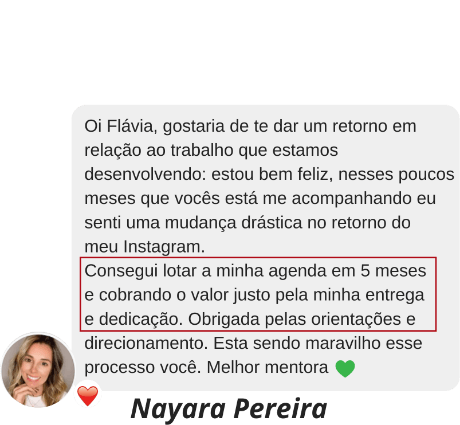 Oi Flávia, gostaria de te dar um retorno em
relação ao trabalho que estamos
desenvolvendo: estou bem feliz, nesses poucos
meses que vocês está me acompanhando eu
senti uma mudança drástica no retorno do
meu Instagram.
Consegui lotar a minha agenda em 5 meses
e cobrando o valor justo pela minha entrega
e dedicação. Obrigada pelas orientações e
direcionamento. Esta sendo maravilho esse
processo você. Melhor mentora 💚
Nayara Pereira